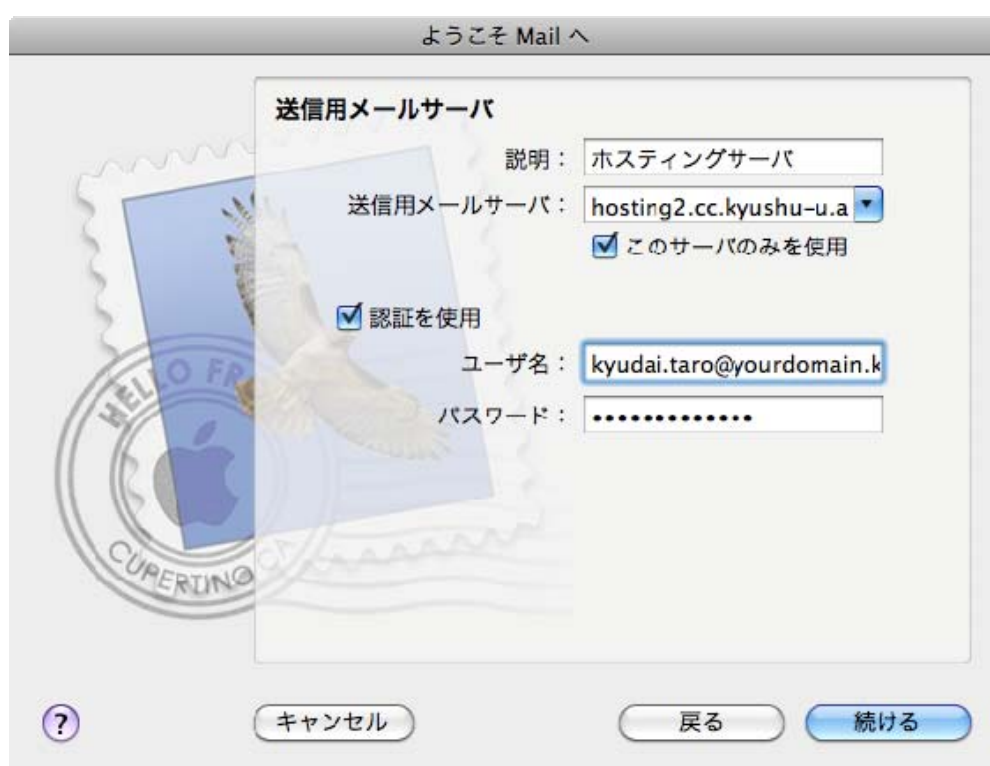 ようこそ Mail へ
送信用メールサーバ
説明： ホスティングサーバ
送信用メールサーバ： hosting2.cc.kyushu-u.a
このサーバのみを使用
認証を使用
ユーザ名： kyudai.taro@yourdomain.k
パスワード： •••••••••••••
HELLO FR
CUPERTINO CA
? キャンセル 戻る 続ける